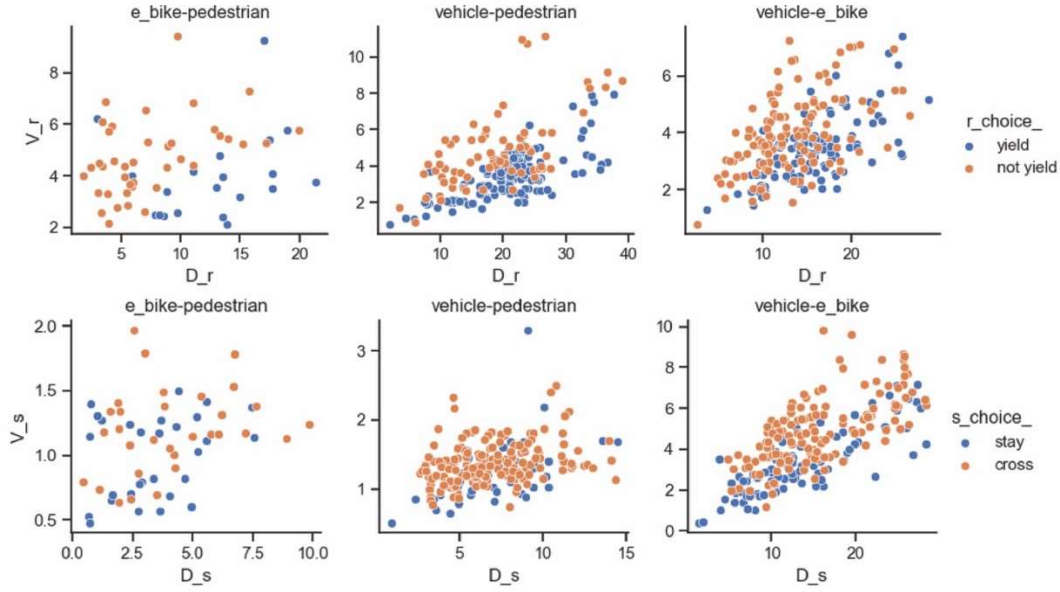 e_bike-pedestrian vehicle-pedestrian vehicle-e_bike
V_r
8
6
4
2
10
8
6
4
2
6
4
2
r_choice_
yield
not yield
5 10 15 20
10 20 30 40
10 20
D_r D_r D_r
e_bike-pedestrian vehicle-pedestrian vehicle-e_bike
V_s
2.0
1.5
1.0
0.5
3
2
1
10
8
6
4
2
0
s_choice_
stay
cross
0.0 2.5 5.0 7.5 10.0
5 10 15
10 20
D_s D_s D_s